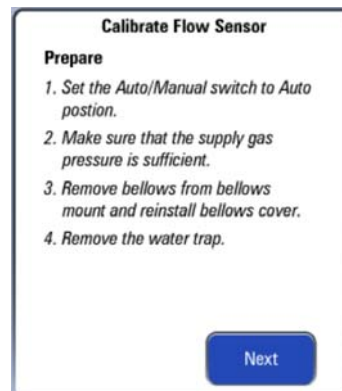 Calibrate Flow Sensor
Prepare
1. Set the Auto/Manual switch to Auto
postion.
2. Make sure that the supply gas
pressure is sufficient.
3. Remove bellows from bellows
mount and reinstall bellows cover.
4. Remove the water trap.
Next